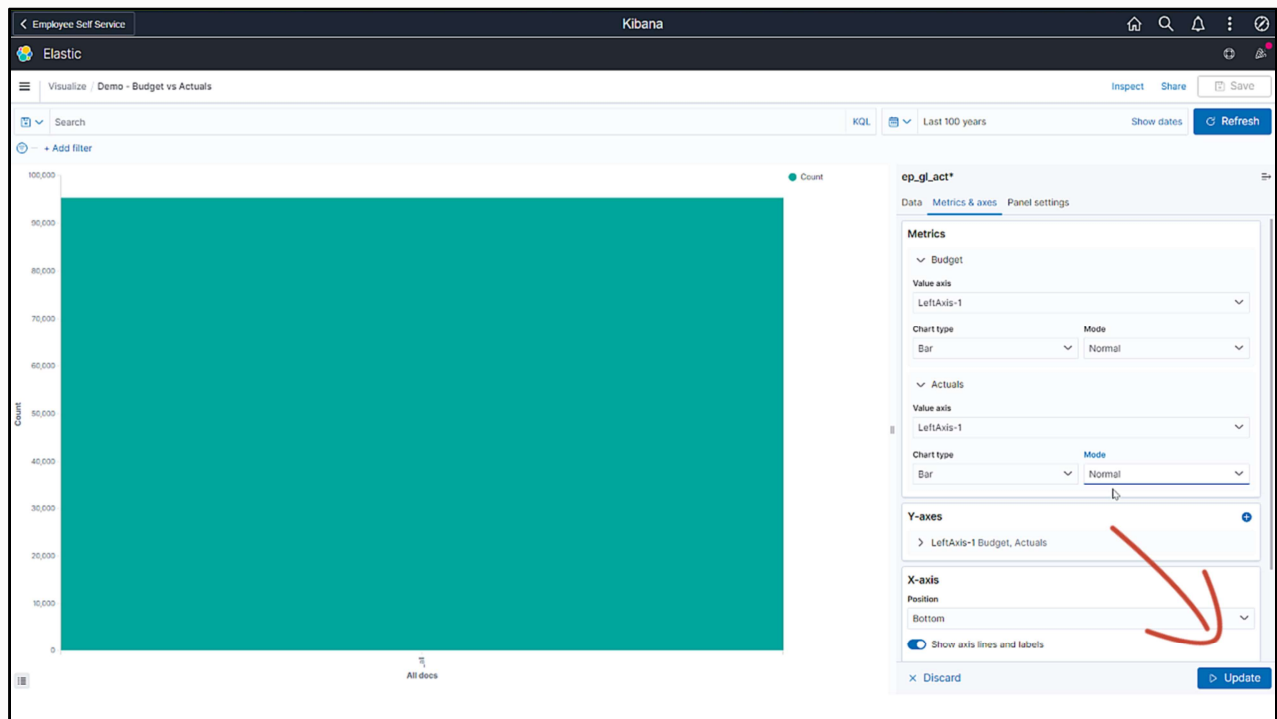 Employee Self Service
Kibana
Elastic
Visualize / Demo - Budget vs Actuals
Inspect
Share
Save
Search
KQL
Last 100 years
Show dates
Refresh
+ Add filter
100,000
90,000
80,000
70,000
60,000
50,000
40,000
30,000
20,000
10,000
0
Count
All docs
Count
ep_gl_act*
Data
Metrics & axes
Panel settings
Metrics
Budget
Value axis
LeftAxis-1
Chart type
Mode
Bar
Normal
Actuals
Value axis
LeftAxis-1
Chart type
Mode
Bar
Normal
Y-axes
LeftAxis-1 Budget, Actuals
X-axis
Position
Bottom
Show axis lines and labels
Discard
Update